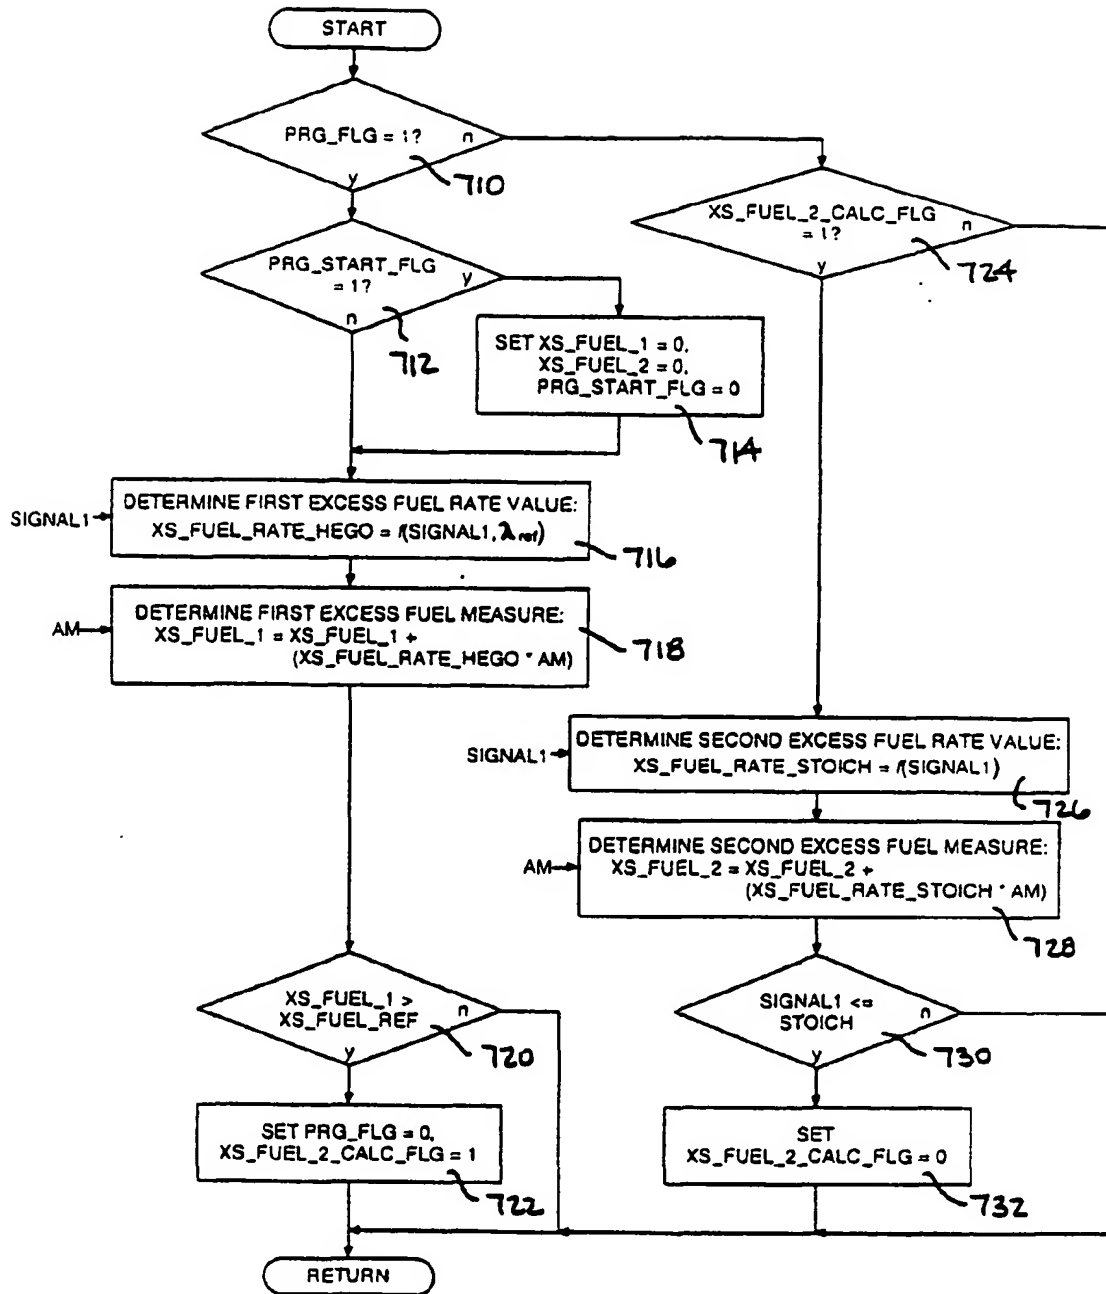 START
PRG_FLG = 1?
n
y
710
XS_FUEL_2_CALC_FLG
= 1?
n
y
724
PRG_START_FLG
= 1?
y
n
712
SET XS_FUEL_1 = 0,
XS_FUEL_2 = 0,
PRG_START_FLG = 0
714
SIGNAL1
DETERMINE FIRST EXCESS FUEL RATE VALUE:
XS_FUEL_RATE_HEGO = f(SIGNAL1, λref)
716
AM
DETERMINE FIRST EXCESS FUEL MEASURE:
XS_FUEL_1 = XS_FUEL_1 +
(XS_FUEL_RATE_HEGO * AM)
718
SIGNAL1
DETERMINE SECOND EXCESS FUEL RATE VALUE:
XS_FUEL_RATE_STOICH = f(SIGNAL1)
726
AM
DETERMINE SECOND EXCESS FUEL MEASURE:
XS_FUEL_2 = XS_FUEL_2 +
(XS_FUEL_RATE_STOICH * AM)
728
XS_FUEL_1 >
XS_FUEL_REF
n
y
720
SIGNAL1 <=
STOICH
n
y
730
SET PRG_FLG = 0,
XS_FUEL_2_CALC_FLG = 1
722
SET
XS_FUEL_2_CALC_FLG = 0
732
RETURN